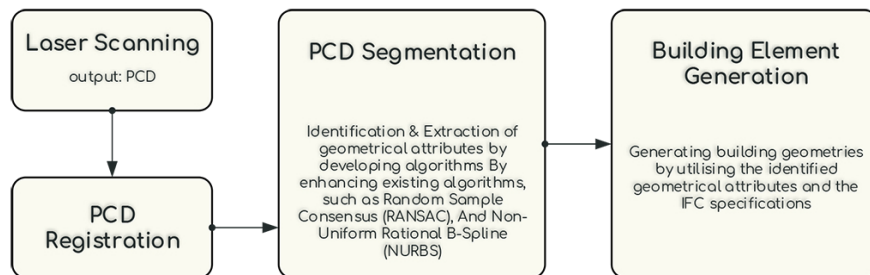 Laser Scanning
output: PCD
PCD
Registration
PCD Segmentation
Identification & Extraction of
geometrical attributes by
developing algorithms By
enhancing existing algorithms,
such as Random Sample
Consensus (RANSAC), And Non-
Uniform Rational B-Spline
(NURBS)
Building Element
Generation
Generating building geometries
by utilising the identified
geometrical attributes and the
IFC specifications